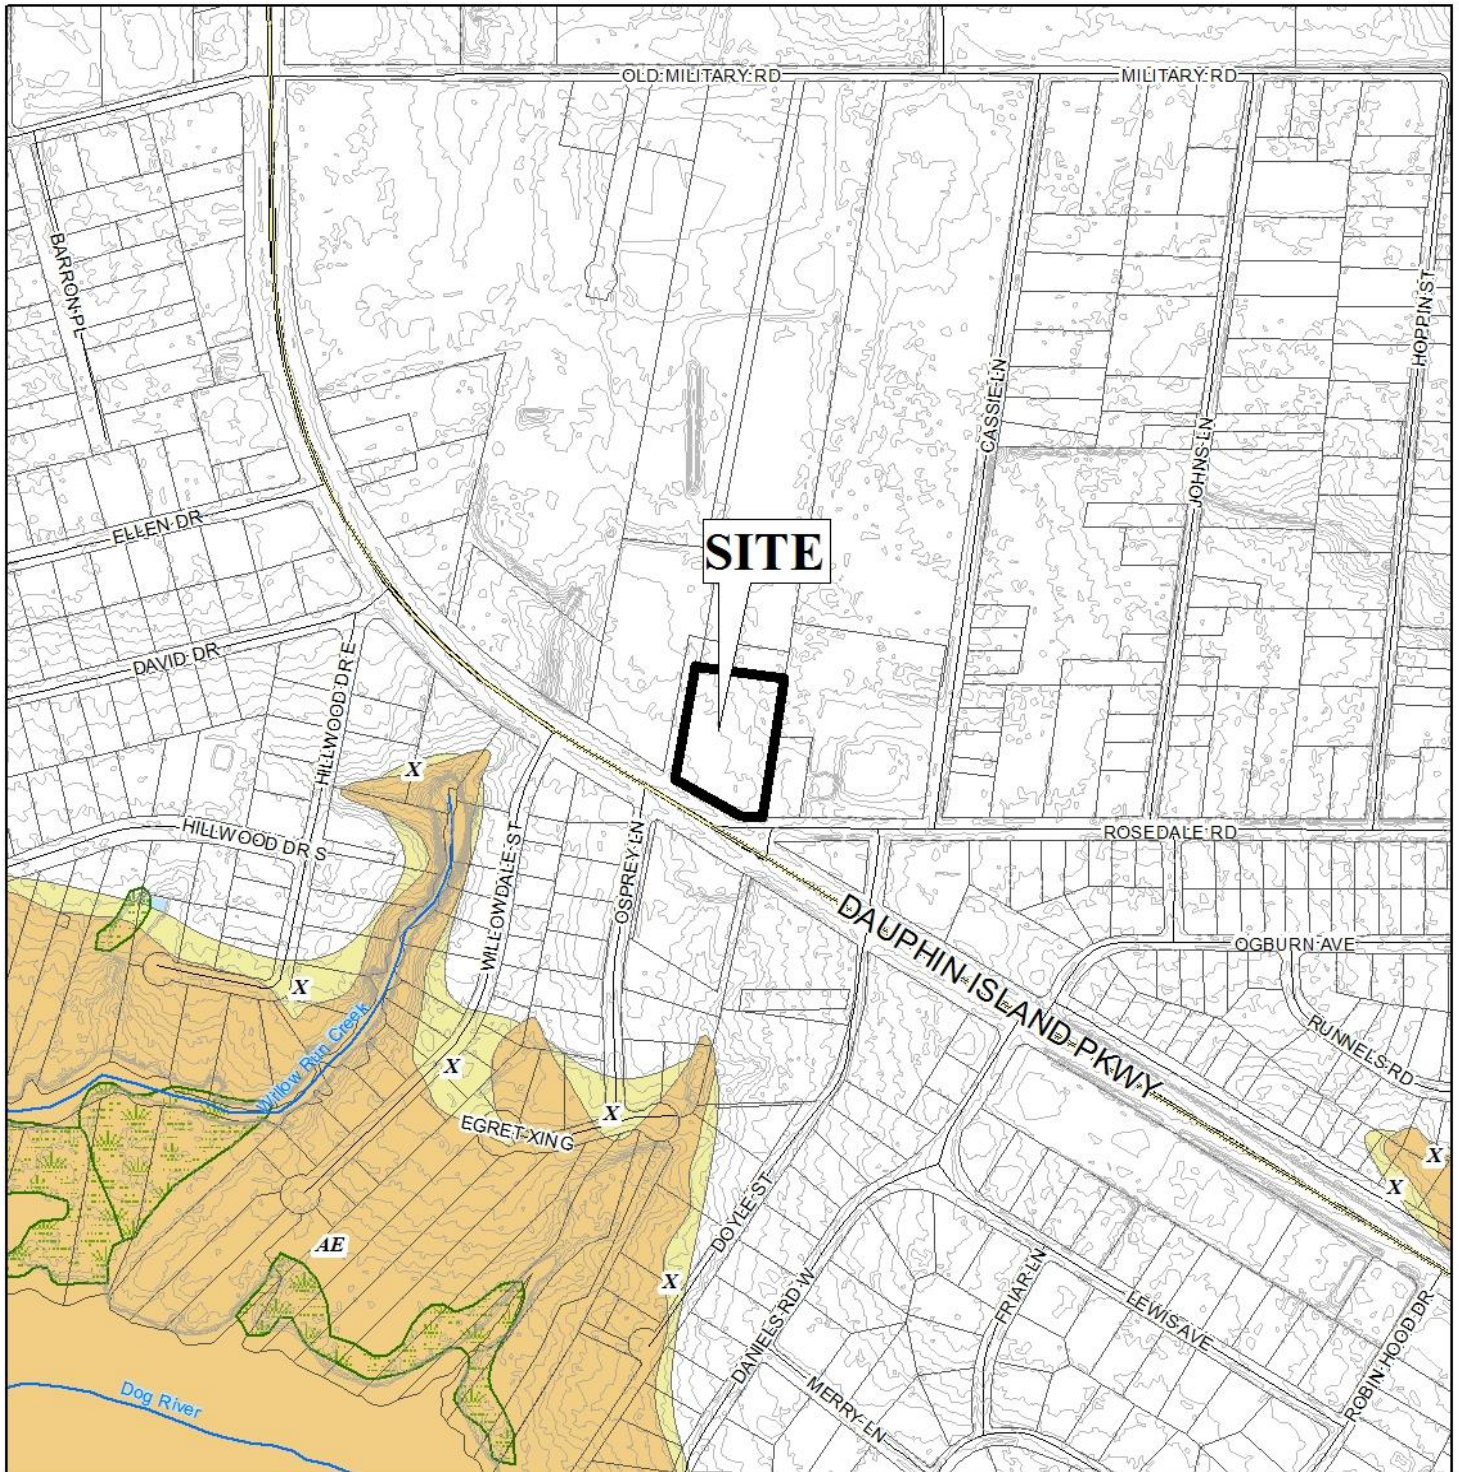 OLD MILITARY RD
MILITARY RD
BARRON PL
HOPPIN ST
CASSIE LN
JOHNS LN
ELLEN DR
SITE
DAVID DR
HILLWOOD DR E
X
HILLWOOD DR S
ROSEDALE RD
OSPREY LN
WILLOWDALE ST
DAUPHIN ISLAND PKWY
OGBURN AVE
X
RUNNELS RD
Willow Run Creek
X
X
EGRET XING
X
X
DOYLE ST
AE
X
DANIELS RD W
FRIAR LN
LEWIS AVE
ROBIN HOOD DR
MERRY LN
Dog River